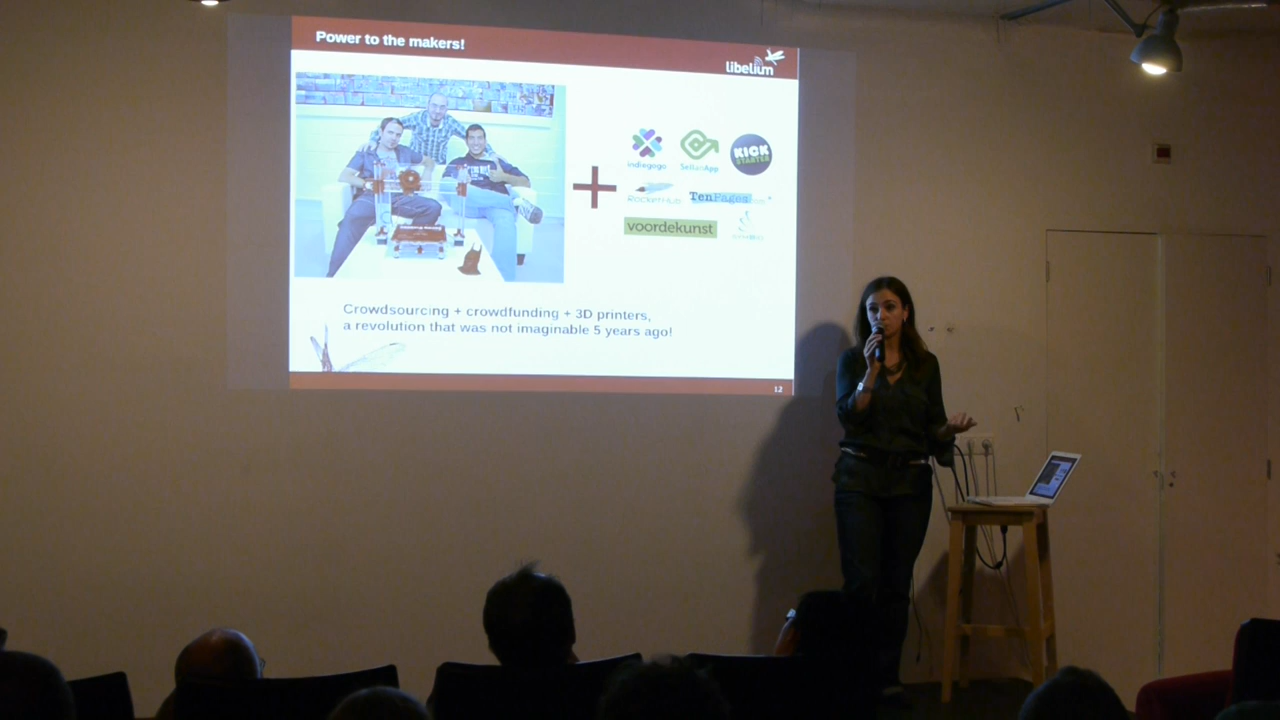 Power to the makers!
libelium
indiegogo
SellanApp
KICK
STARTER
RocketHub
TenPages
voordekunst
Crowdsourcing + crowdfunding + 3D printers,
a revolution that was not imaginable 5 years ago!
12